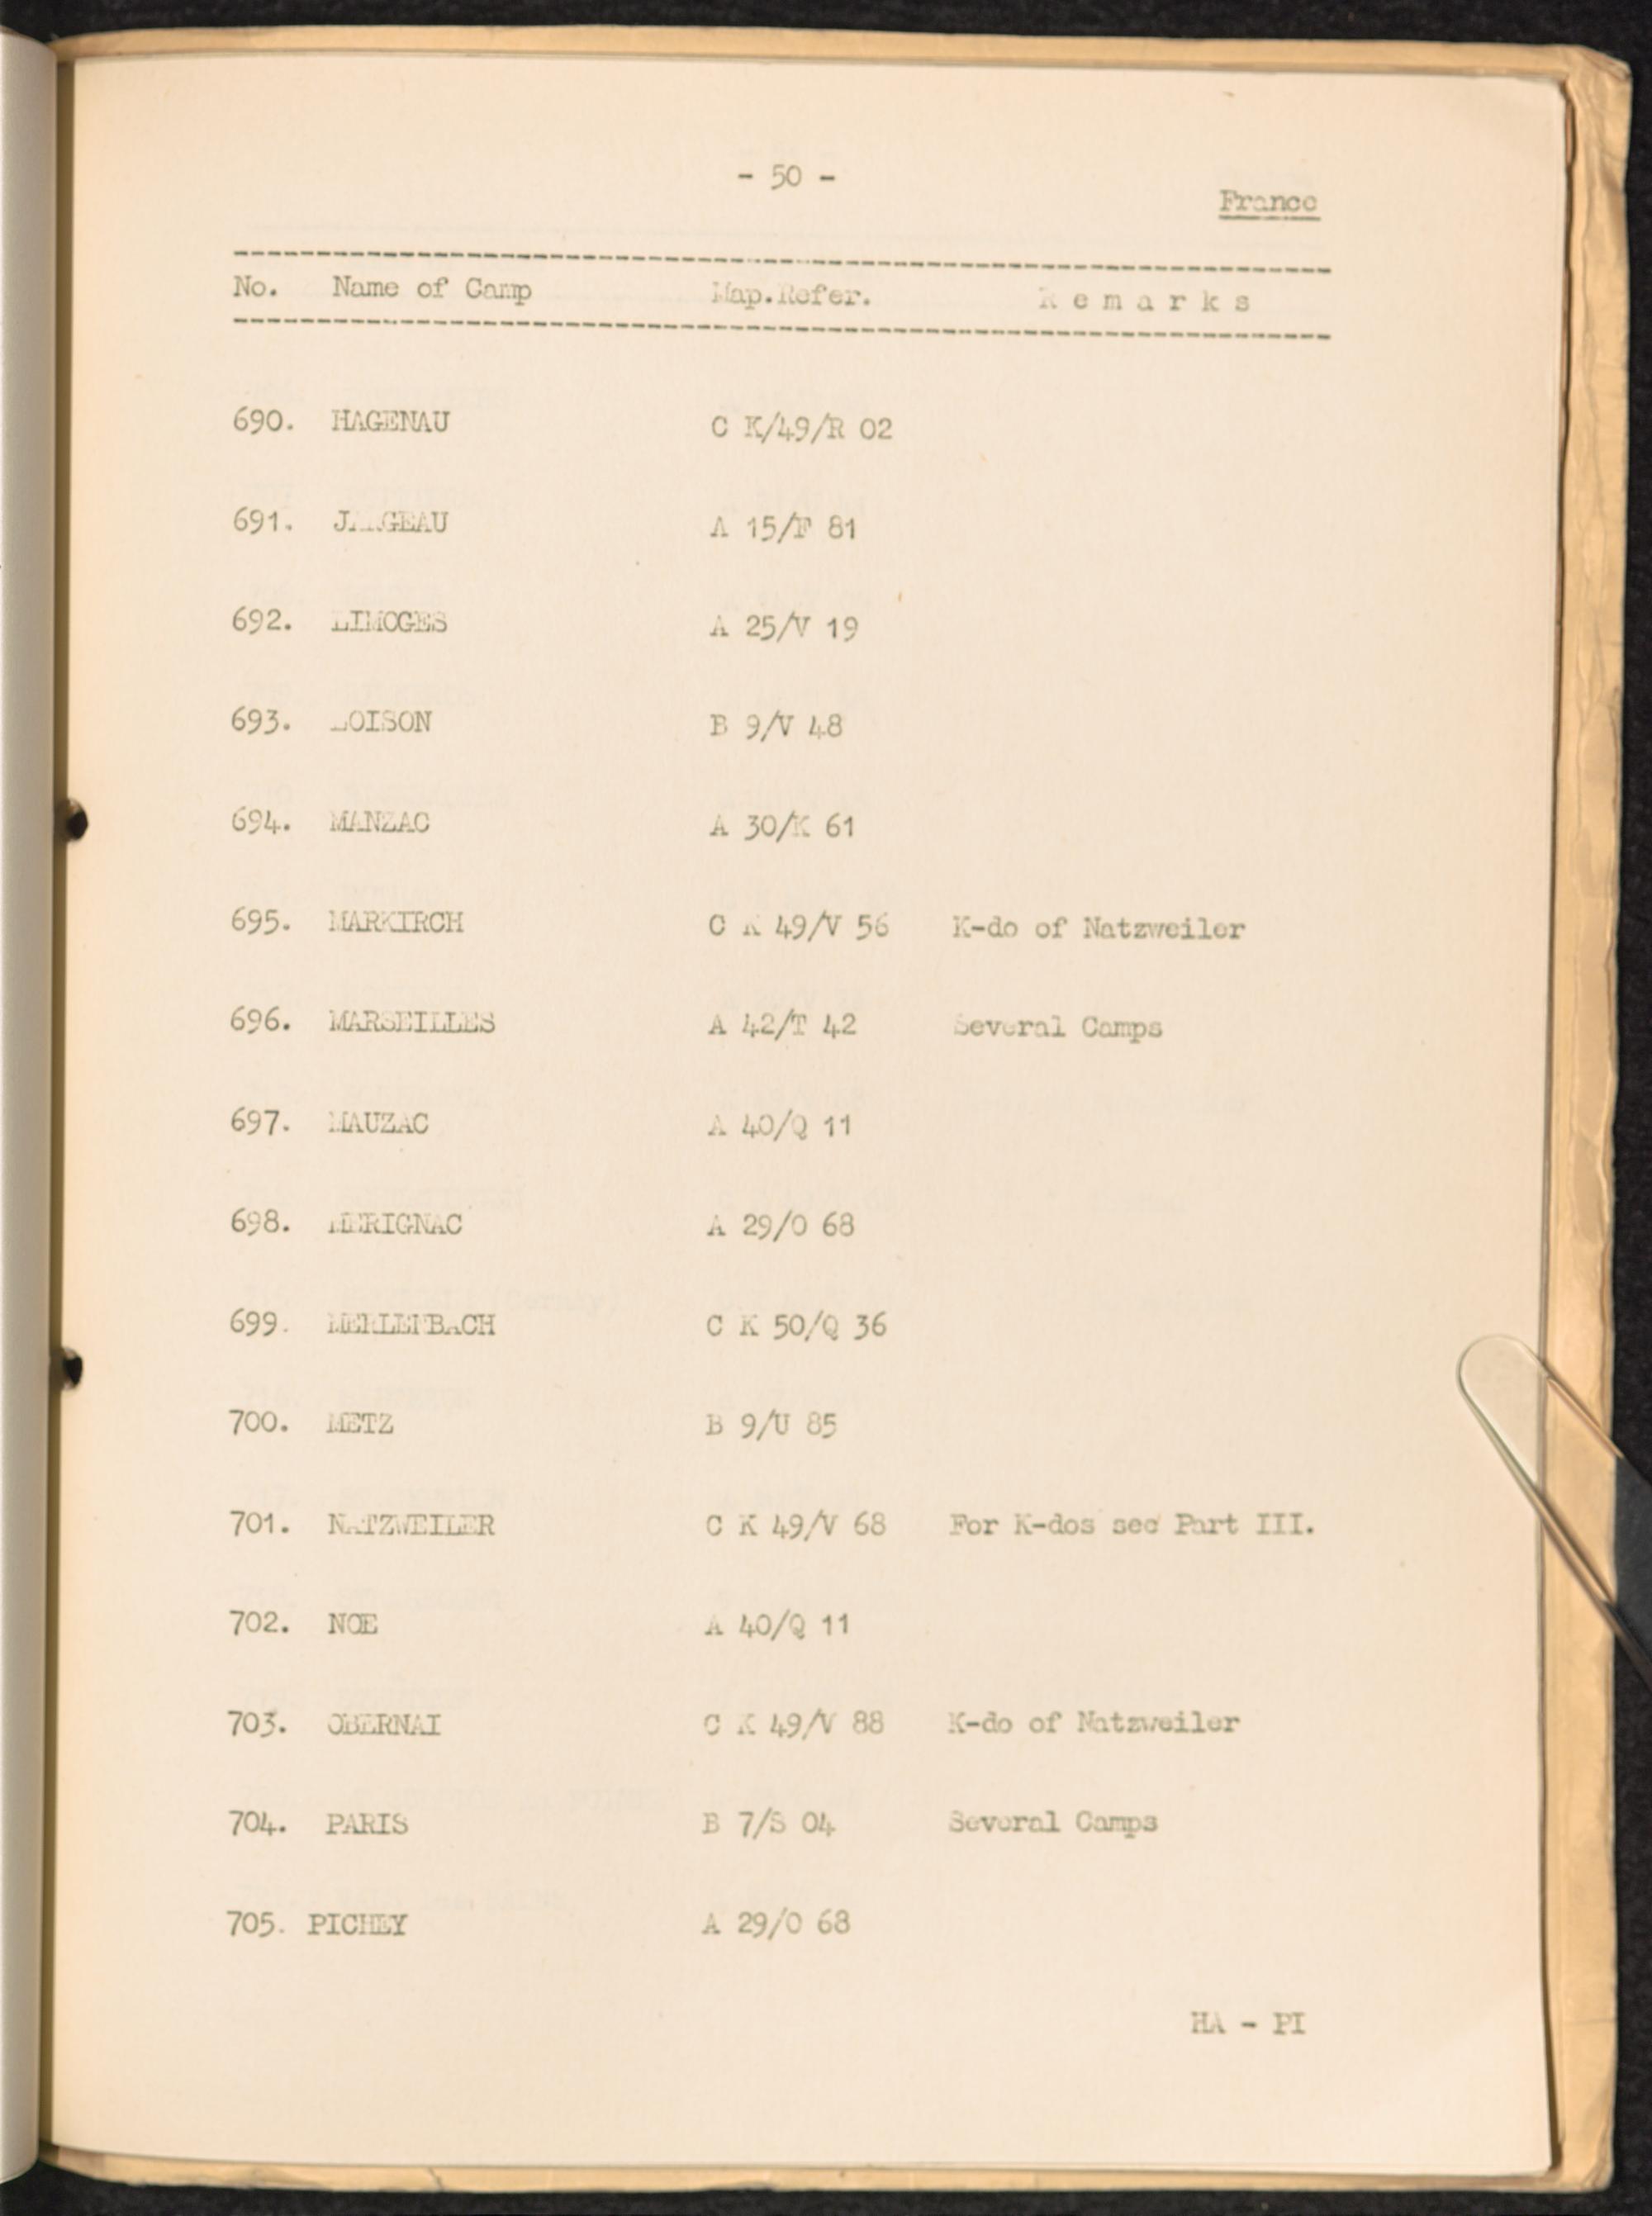 - 50 -
France
No. Name of Camp Map.Refer. R e m a r k s
690. HAGENAU C K/49/R 02
691. JARGEAU A 15/F 81
692. LIMOGES A 25/V 19
693. LOISON B 9/V 48
694. MANZAC A 30/K 61
695. MARKIRCH C K 49/V 56 K-do of Natzweiler
696. MARSEILLES A 42/T 42 Several Camps
697. MAUZAC A 40/Q 11
698. MERIGNAC A 29/O 68
699. MERLENBACH C K 50/Q 36
700. METZ B 9/U 85
701. NATZWEILER C K 49/V 68 For K-dos see Part III.
702. NOE A 40/Q 11
703. OBERNAI C K 49/V 88 K-do of Natzweiler
704. PARIS B 7/S 04 Several Camps
705. PICHEY A 29/O 68
HA - PI